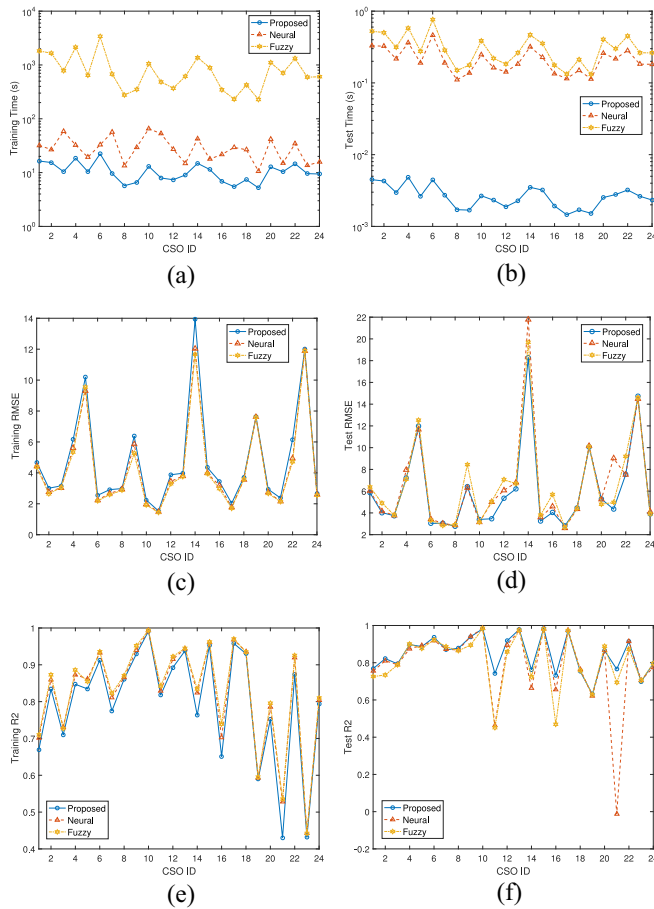 Training Time (s)
10^4
10^3
10^2
10^1
10^0
Proposed
Neural
Fuzzy
2 4 6 8 10 12 14 16 18 20 22 24
CSO ID
(a)
Test Time (s)
10^0
10^-1
10^-2
10^-3
Proposed
Neural
Fuzzy
2 4 6 8 10 12 14 16 18 20 22 24
CSO ID
(b)
Training RMSE
14
12
10
8
6
4
2
0
Proposed
Neural
Fuzzy
2 4 6 8 10 12 14 16 18 20 22 24
CSO ID
(c)
Test RMSE
22
20
18
16
14
12
10
8
6
4
2
Proposed
Neural
Fuzzy
2 4 6 8 10 12 14 16 18 20 22 24
CSO ID
(d)
Training R2
1
0.9
0.8
0.7
0.6
0.5
0.4
Proposed
Neural
Fuzzy
2 4 6 8 10 12 14 16 18 20 22 24
CSO ID
(e)
Test R2
1
0.8
0.6
0.4
0.2
0
-0.2
Proposed
Neural
Fuzzy
2 4 6 8 10 12 14 16 18 20 22 24
CSO ID
(f)